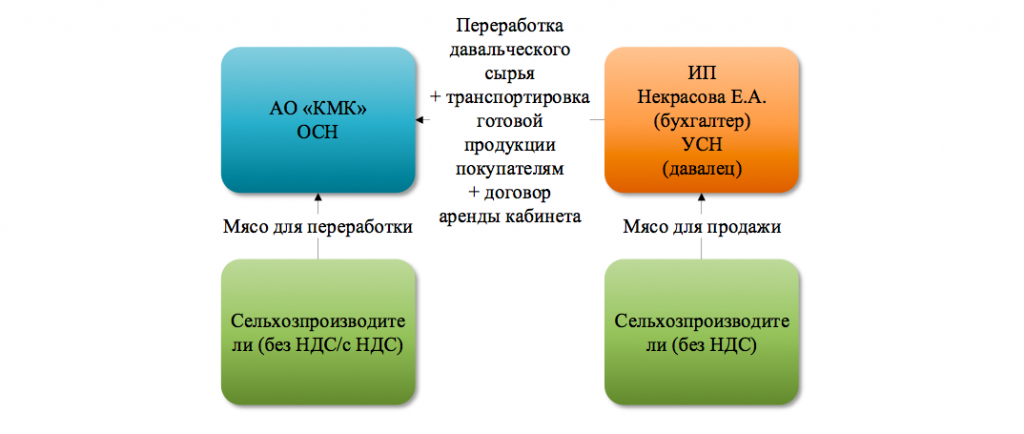 АО «КМК»
ОСН
Переработка
давальческого
сырья
+ транспортировка
готовой
продукции
покупателям
+ договор
аренды кабинета
ИП
Некрасова Е.А.
(бухгалтер)
УСН
(давалец)
Мясо для переработки
Мясо для продажи
Сельхозпроизводите
ли (без НДС/с НДС)
Сельхозпроизводите
ли (без НДС)